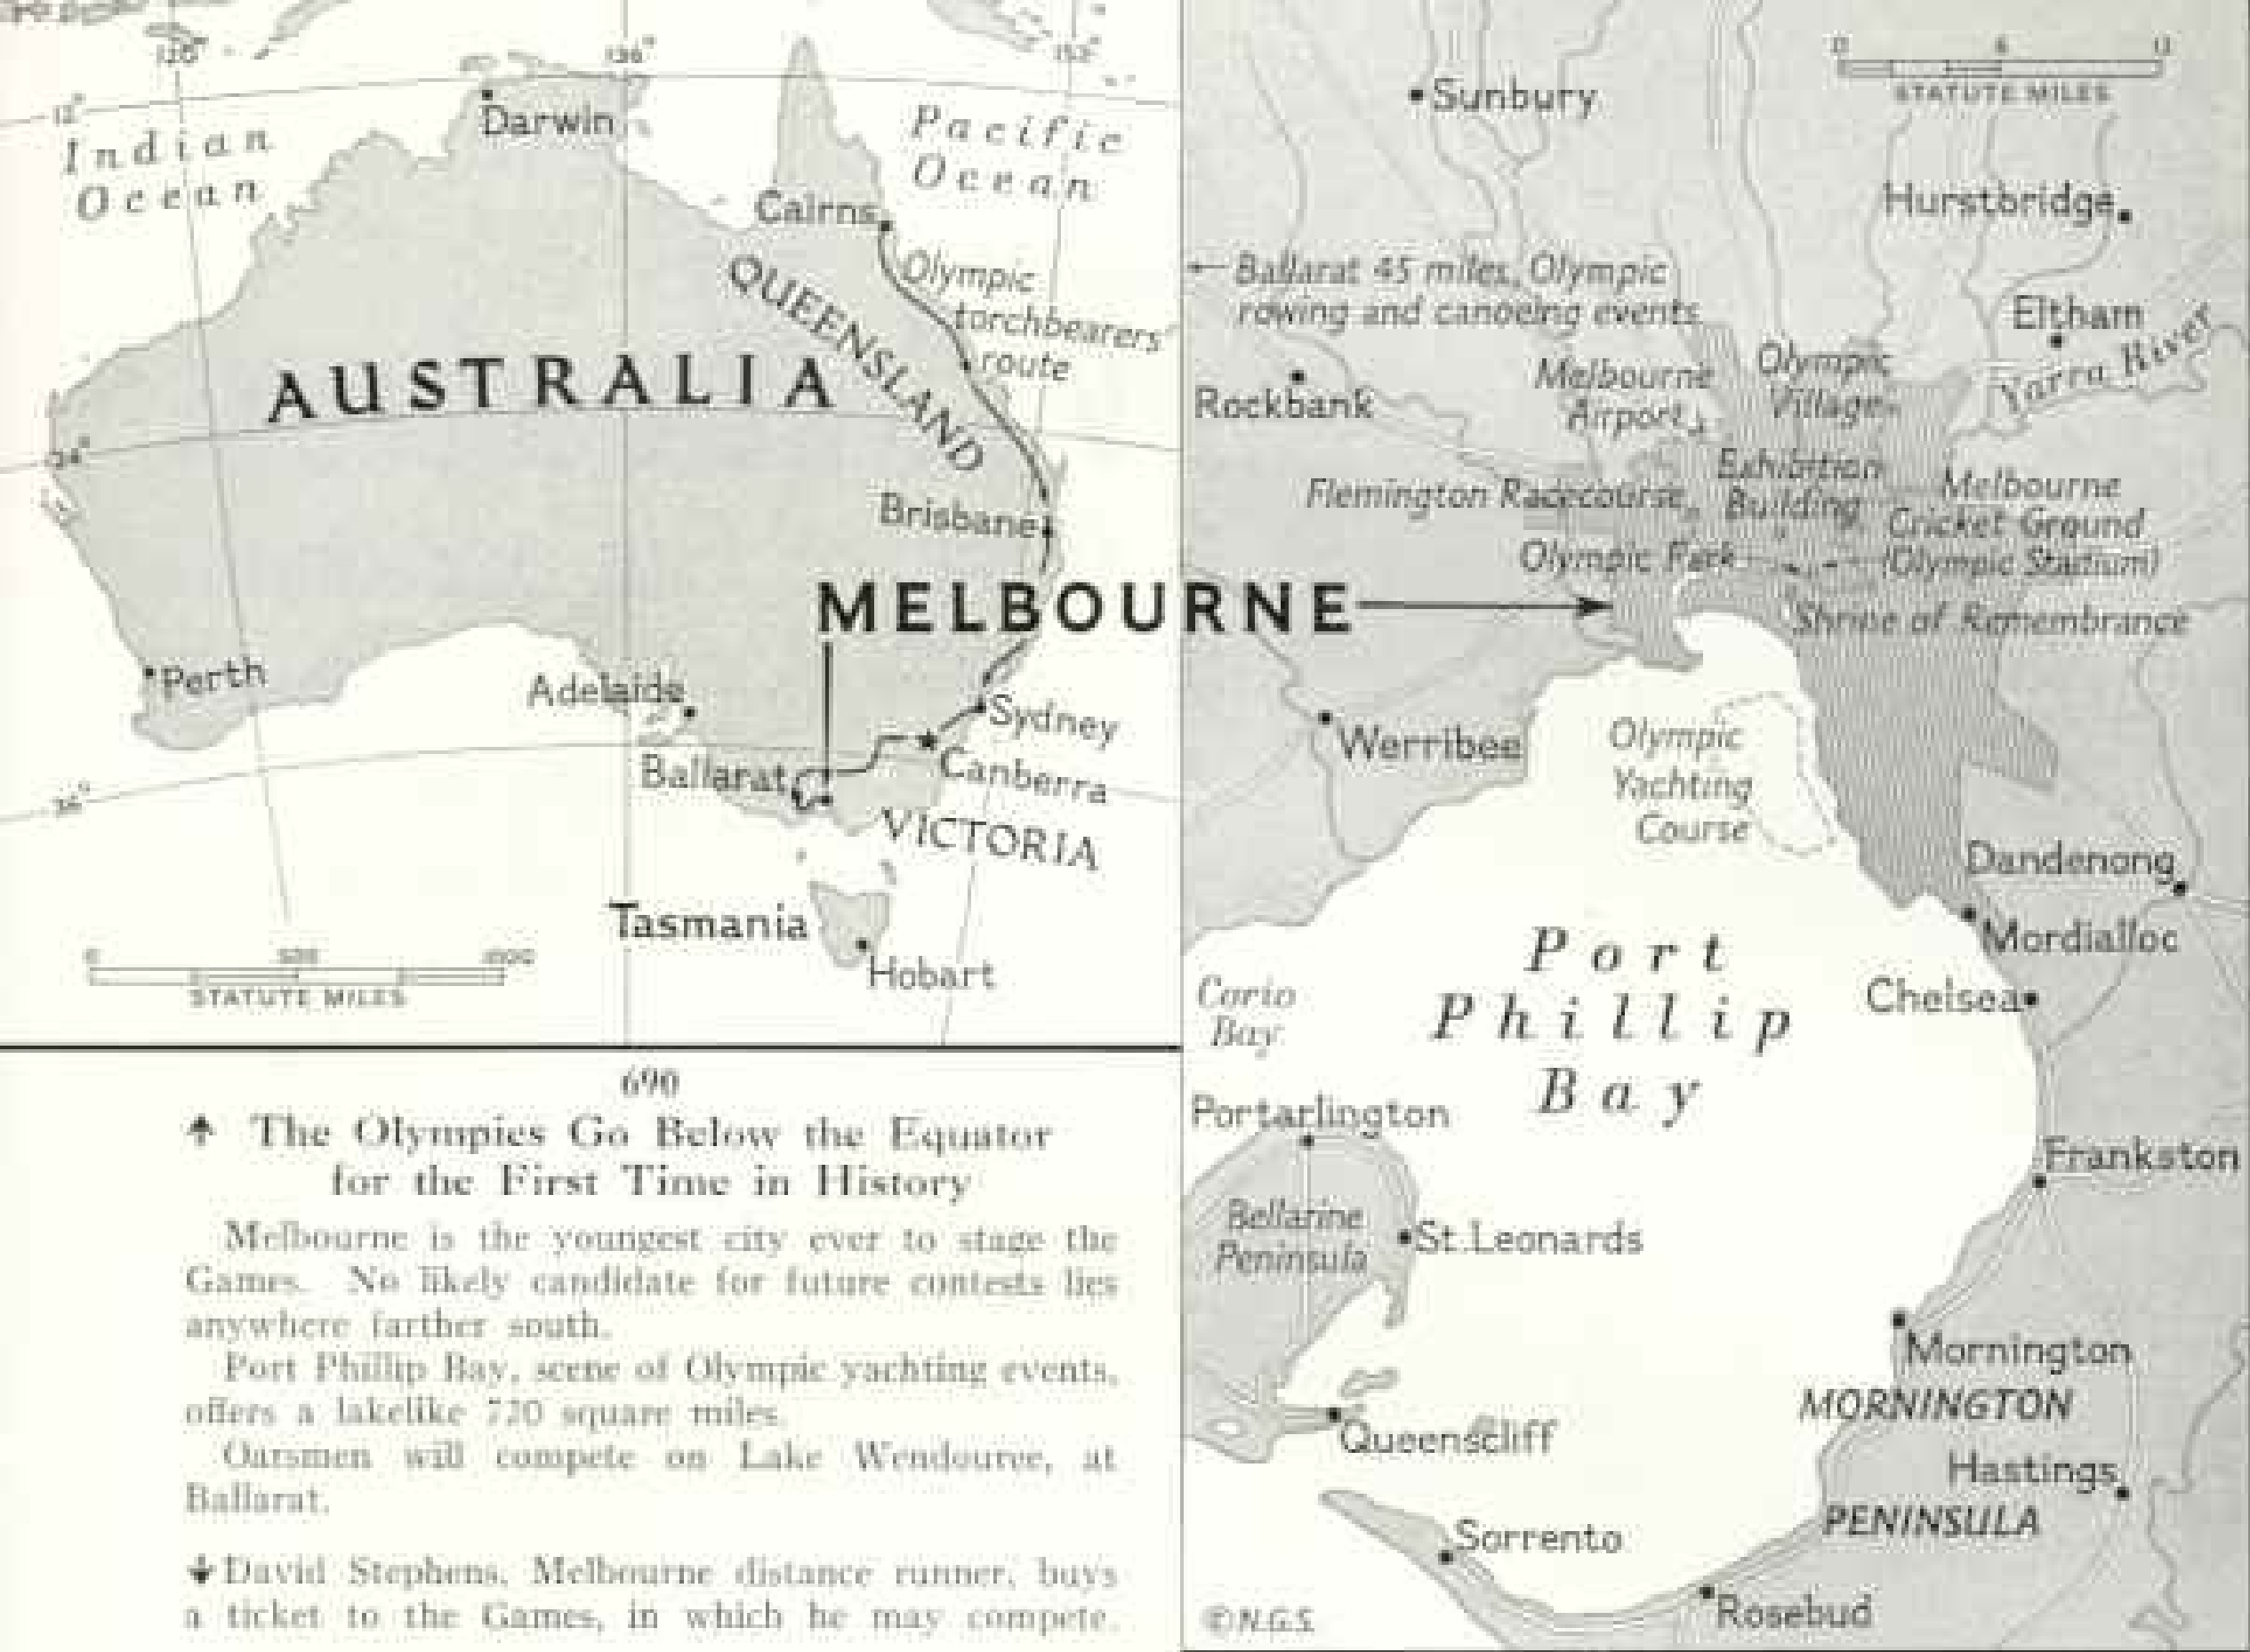 120°
136°
152°
12°
Indian
Ocean
Darwin
Pacific
Ocean
Cairns
Olympic
torchbearers'
route
QUEENSLAND
AUSTRALIA
24°
Brisbane
MELBOURNE
Perth
Adelaide
Sydney
Canberra
Ballarat
36°
VICTORIA
Tasmania
Hobart
0 500 1000
STATUTE MILES
690
The Olympics Go Below the Equator
for the First Time in History
Melbourne is the youngest city ever to stage the
Games. No likely candidate for future contests lies
anywhere farther south.
Port Phillip Bay, scene of Olympic yachting events,
offers a lakelike 720 square miles.
Oarsmen will compete on Lake Wendouree, at
Ballarat.
David Stephens, Melbourne distance runner, buys
a ticket to the Games, in which he may compete.
0 6 12
STATUTE MILES
Sunbury
Hurstbridge
Ballarat 45 miles, Olympic
rowing and canoeing events
Eltham
Yarra River
Rockbank
Melbourne
Airport
Olympic
Village
Flemington Racecourse
Exhibition
Building
Melbourne
Cricket Ground
(Olympic Stadium)
Olympic Park
Shrine of Remembrance
Werribee
Olympic
Yachting
Course
Dandenong
Mordialloc
Chelsea
Port
Phillip
Bay
Corio
Bay
Portarlington
Frankston
Bellarine
Peninsula
St. Leonards
Mornington
MORNINGTON
PENINSULA
Queenscliff
Hastings
Sorrento
Rosebud
©N.G.S.